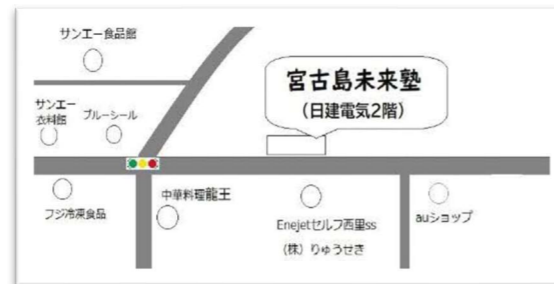 サンエー食品館
宮古島未来塾
(日建電気2階)
サンエー
衣料館
ブルーシール
フジ冷凍食品
中華料理龍王
Enejetセルフ西里ss
(株)りゅうせき
auショップ